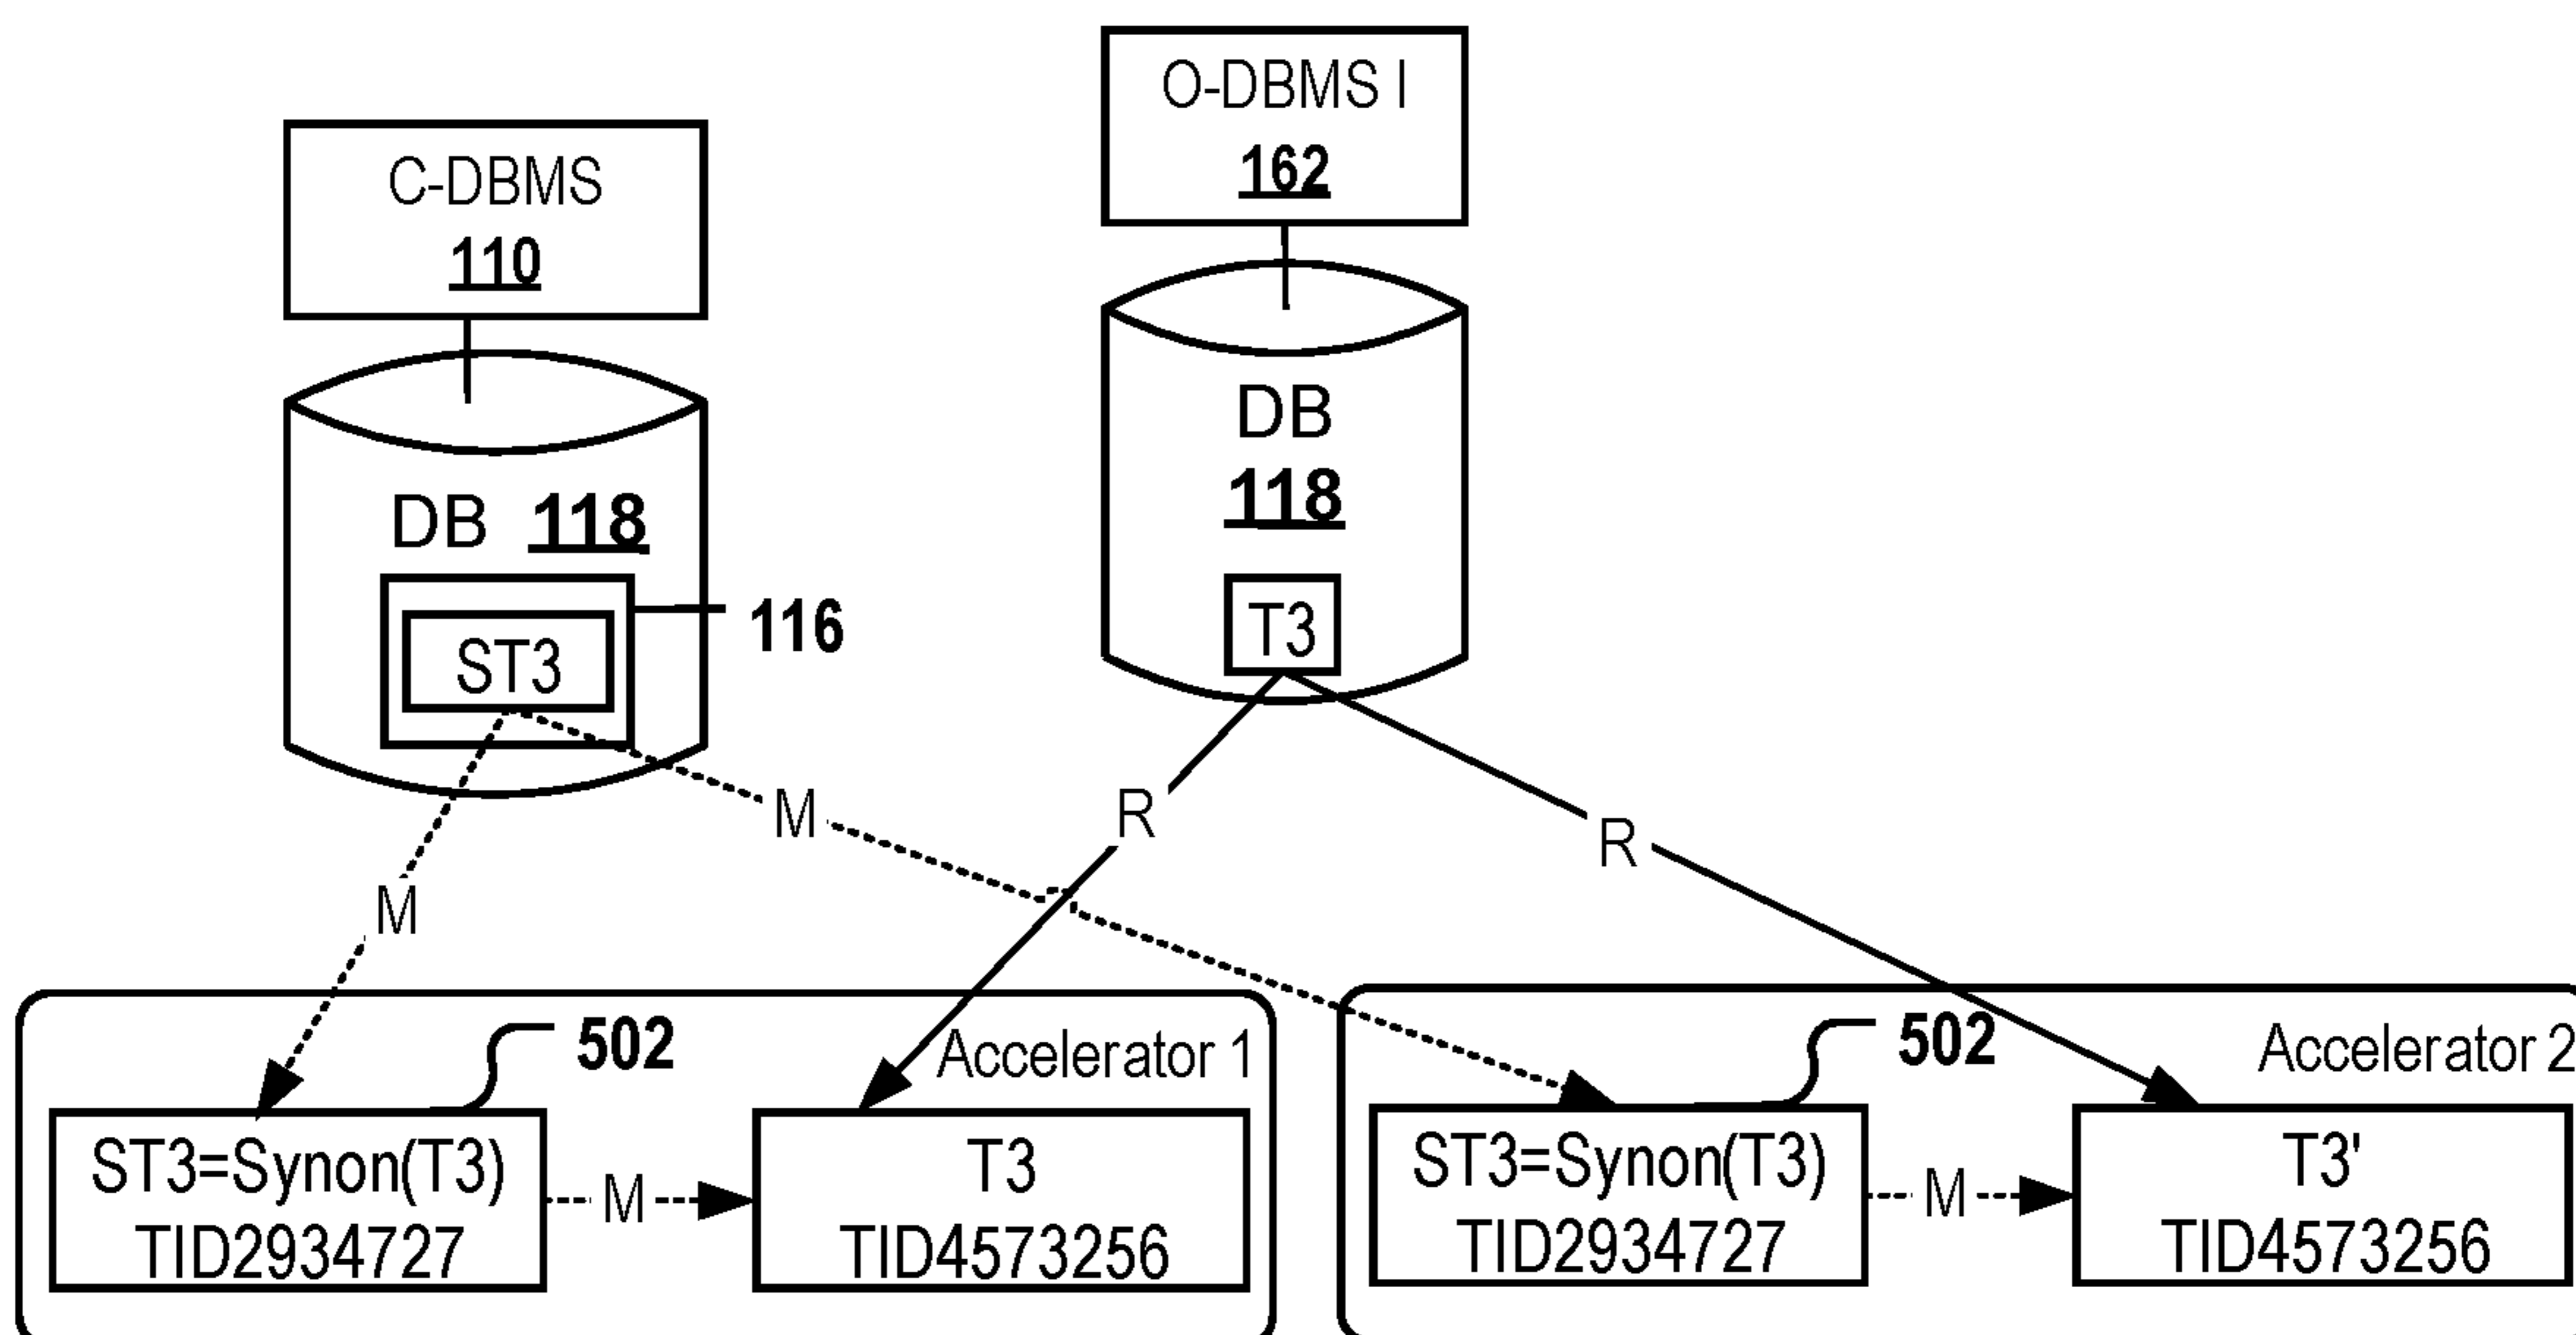 C-DBMS
110
O-DBMS I
162
DB 118
ST3
116
DB
118
T3
M
M
R
R
Accelerator 1
502
ST3=Synon(T3)
TID2934727
M
T3
TID4573256
Accelerator 2
502
ST3=Synon(T3)
TID2934727
M
T3'
TID4573256